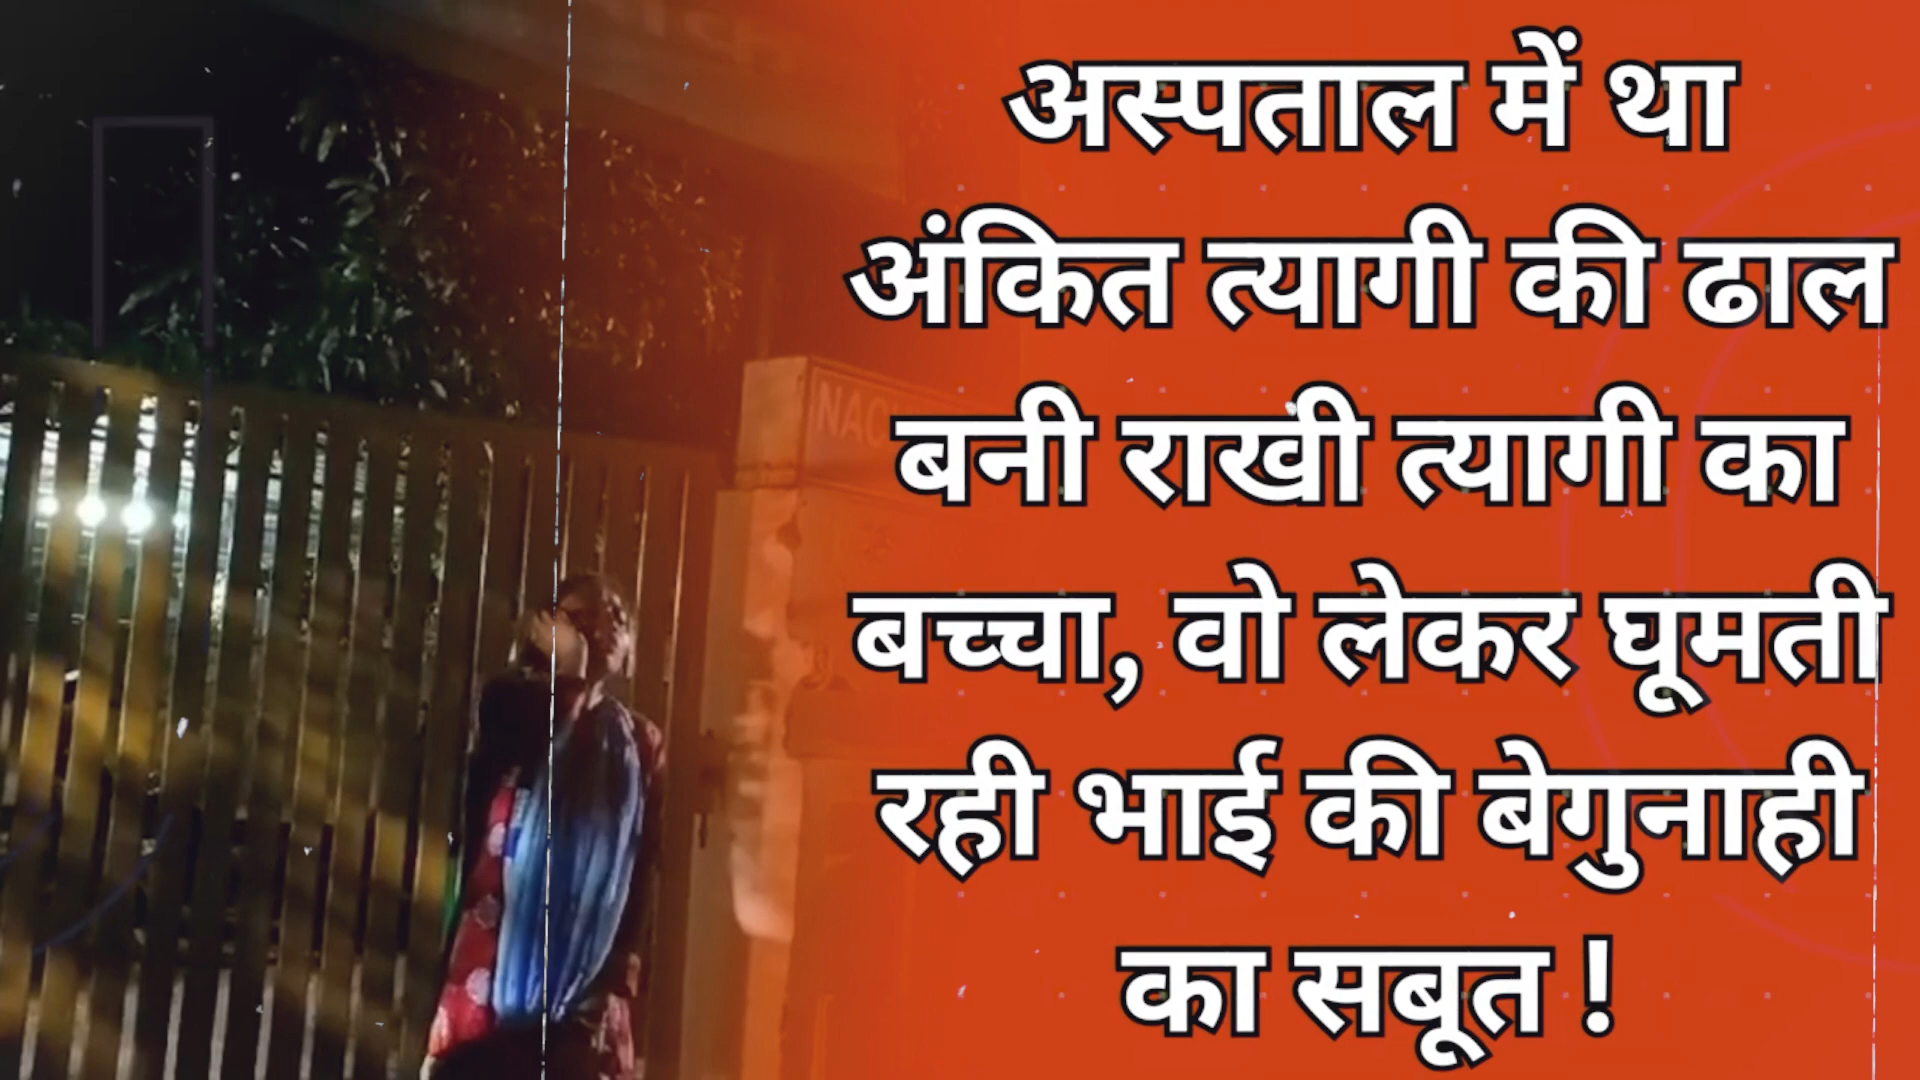 अस्पताल में था
अंकित त्यागी की ढाल
बनी राखी त्यागी का
बच्चा, वो लेकर घूमती
रही भाई की बेगुनाही
का सबूत !